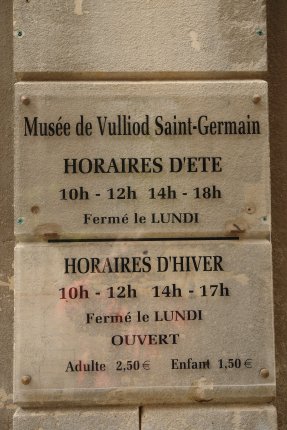 Musée de Vulliod Saint-Germain
HORAIRES D'ETE
10h - 12h 14h - 18h
Fermé le LUNDI
HORAIRES D'HIVER
10h - 12h 14h - 17h
Fermé le LUNDI
OUVERT
Adulte 2,50€ Enfant 1,50€